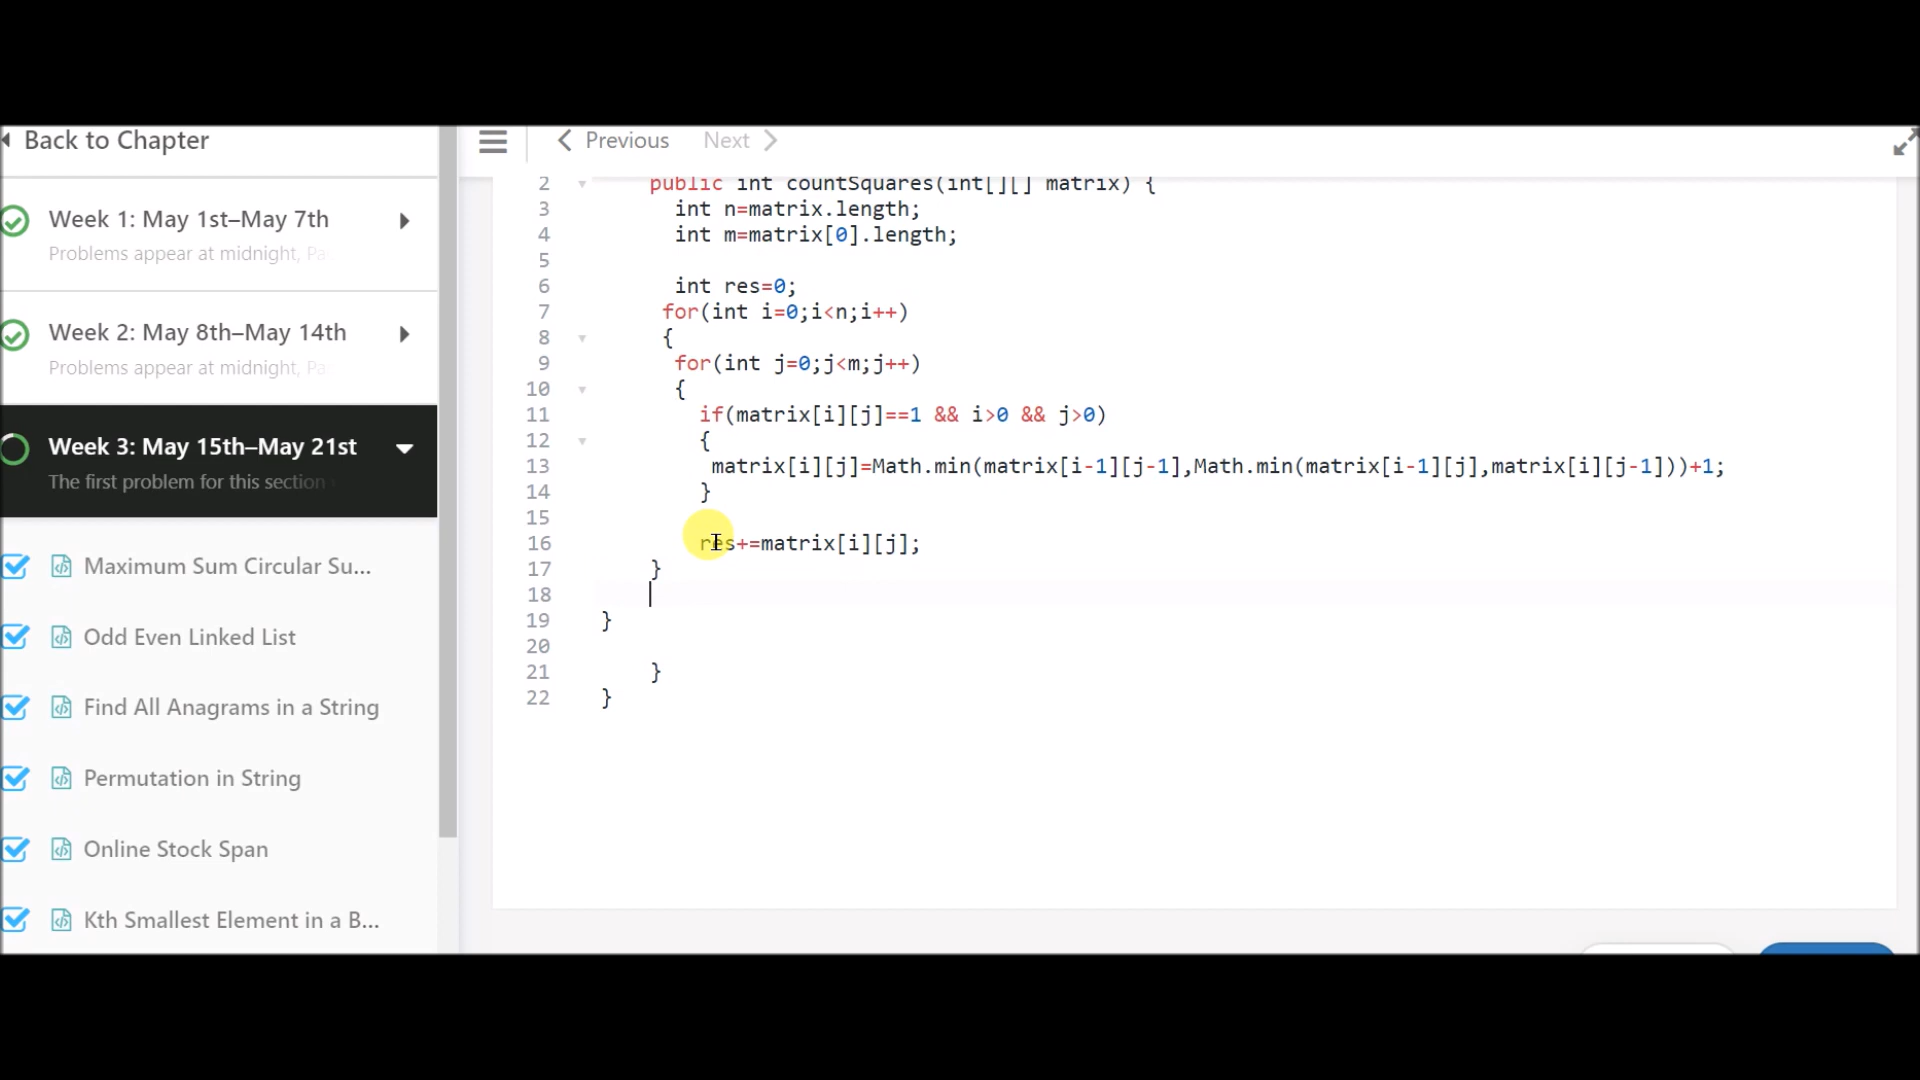 Back to Chapter
Previous
Next
Week 1: May 1st–May 7th
Problems appear at midnight, Pa
Week 2: May 8th–May 14th
Problems appear at midnight, Pa
Week 3: May 15th–May 21st
The first problem for this section
Maximum Sum Circular Su...
Odd Even Linked List
Find All Anagrams in a String
Permutation in String
Online Stock Span
Kth Smallest Element in a B...
2 public int countSquares(int[][] matrix) {
3 int n=matrix.length;
4 int m=matrix[0].length;
5
6 int res=0;
7 for(int i=0;i<n;i++)
8 {
9 for(int j=0;j<m;j++)
10 {
11 if(matrix[i][j]==1 && i>0 && j>0)
12 {
13 matrix[i][j]=Math.min(matrix[i-1][j-1],Math.min(matrix[i-1][j],matrix[i][j-1]))+1;
14 }
15
16 res+=matrix[i][j];
17 }
18
19 }
20
21 }
22 }